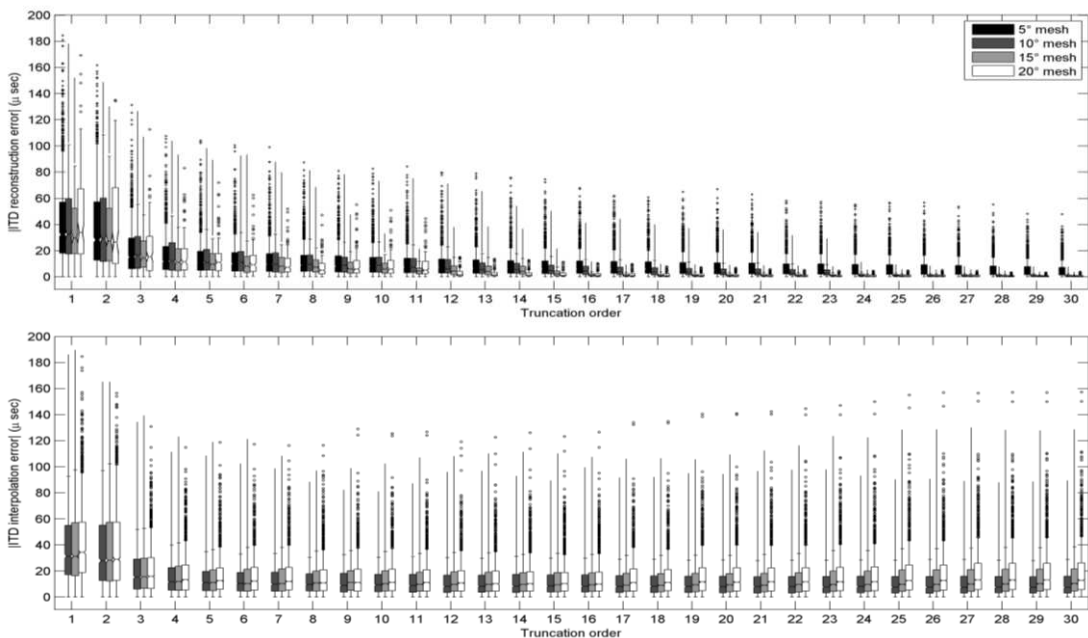 |ITD reconstruction error| (μ sec)
200
180
160
140
120
100
80
60
40
20
0
5° mesh
10° mesh
15° mesh
20° mesh
1 2 3 4 5 6 7 8 9 10 11 12 13 14 15 16 17 18 19 20 21 22 23 24 25 26 27 28 29 30
Truncation order
|ITD interpolation error| (μ sec)
200
180
160
140
120
100
80
60
40
20
0
1 2 3 4 5 6 7 8 9 10 11 12 13 14 15 16 17 18 19 20 21 22 23 24 25 26 27 28 29 30
Truncation order